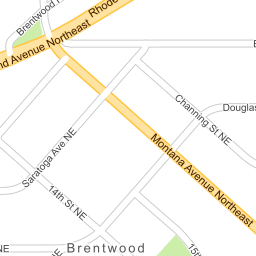 Brentwood R
Rhode
nd Avenue Northeast
E
Channing St NE
Douglas
Montana Avenue Northeast
Saratoga Ave NE
14th St NE
NE
Brentwood
15th